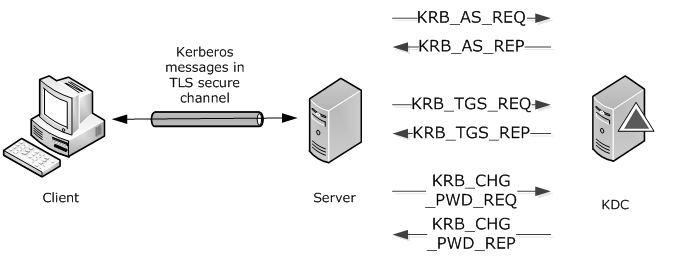 KRB_AS_REQ
KRB_AS_REP
Kerberos
messages in
TLS secure
channel
KRB_TGS_REQ
KRB_TGS_REP
KRB_CHG
_PWD_REQ
KRB_CHG
_PWD_REP
Client
Server
KDC